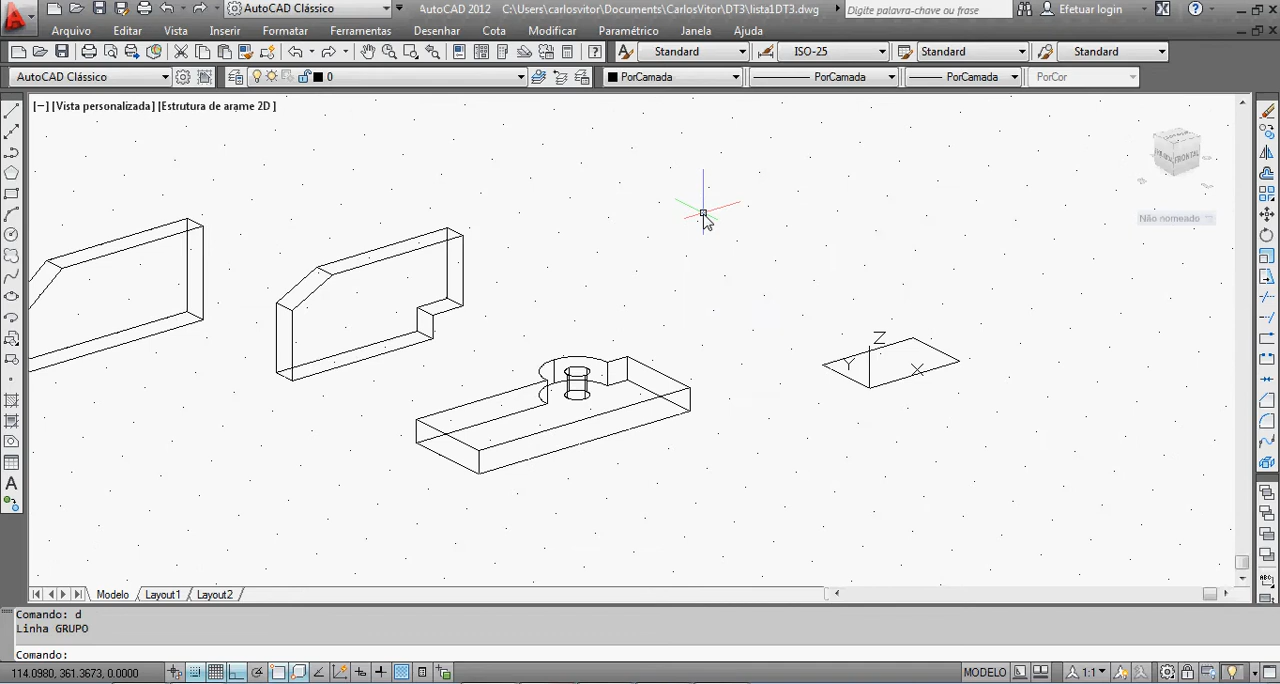 AutoCAD Clássico
AutoCAD 2012 C:\Users\carlosvitor\Documents\CarlosVitor\DT3\lista1DT3.dwg
Digite palavra-chave ou frase
Efetuar login
Arquivo Editar Vista Inserir Formatar Ferramentas Desenhar Cota Modificar Paramétrico Janela Ajuda
Standard ISO-25 Standard Standard
AutoCAD Clássico 0 PorCamada PorCamada PorCamada PorCor
[−] [Vista personalizada] [Estrutura de arame 2D ]
FRONTAL
Não nomeado
Z
Y
X
A
Modelo Layout1 Layout2
Comando: d
Linha GRUPO
Comando:
114.0980, 361.3673, 0.0000
MODELO
1:1